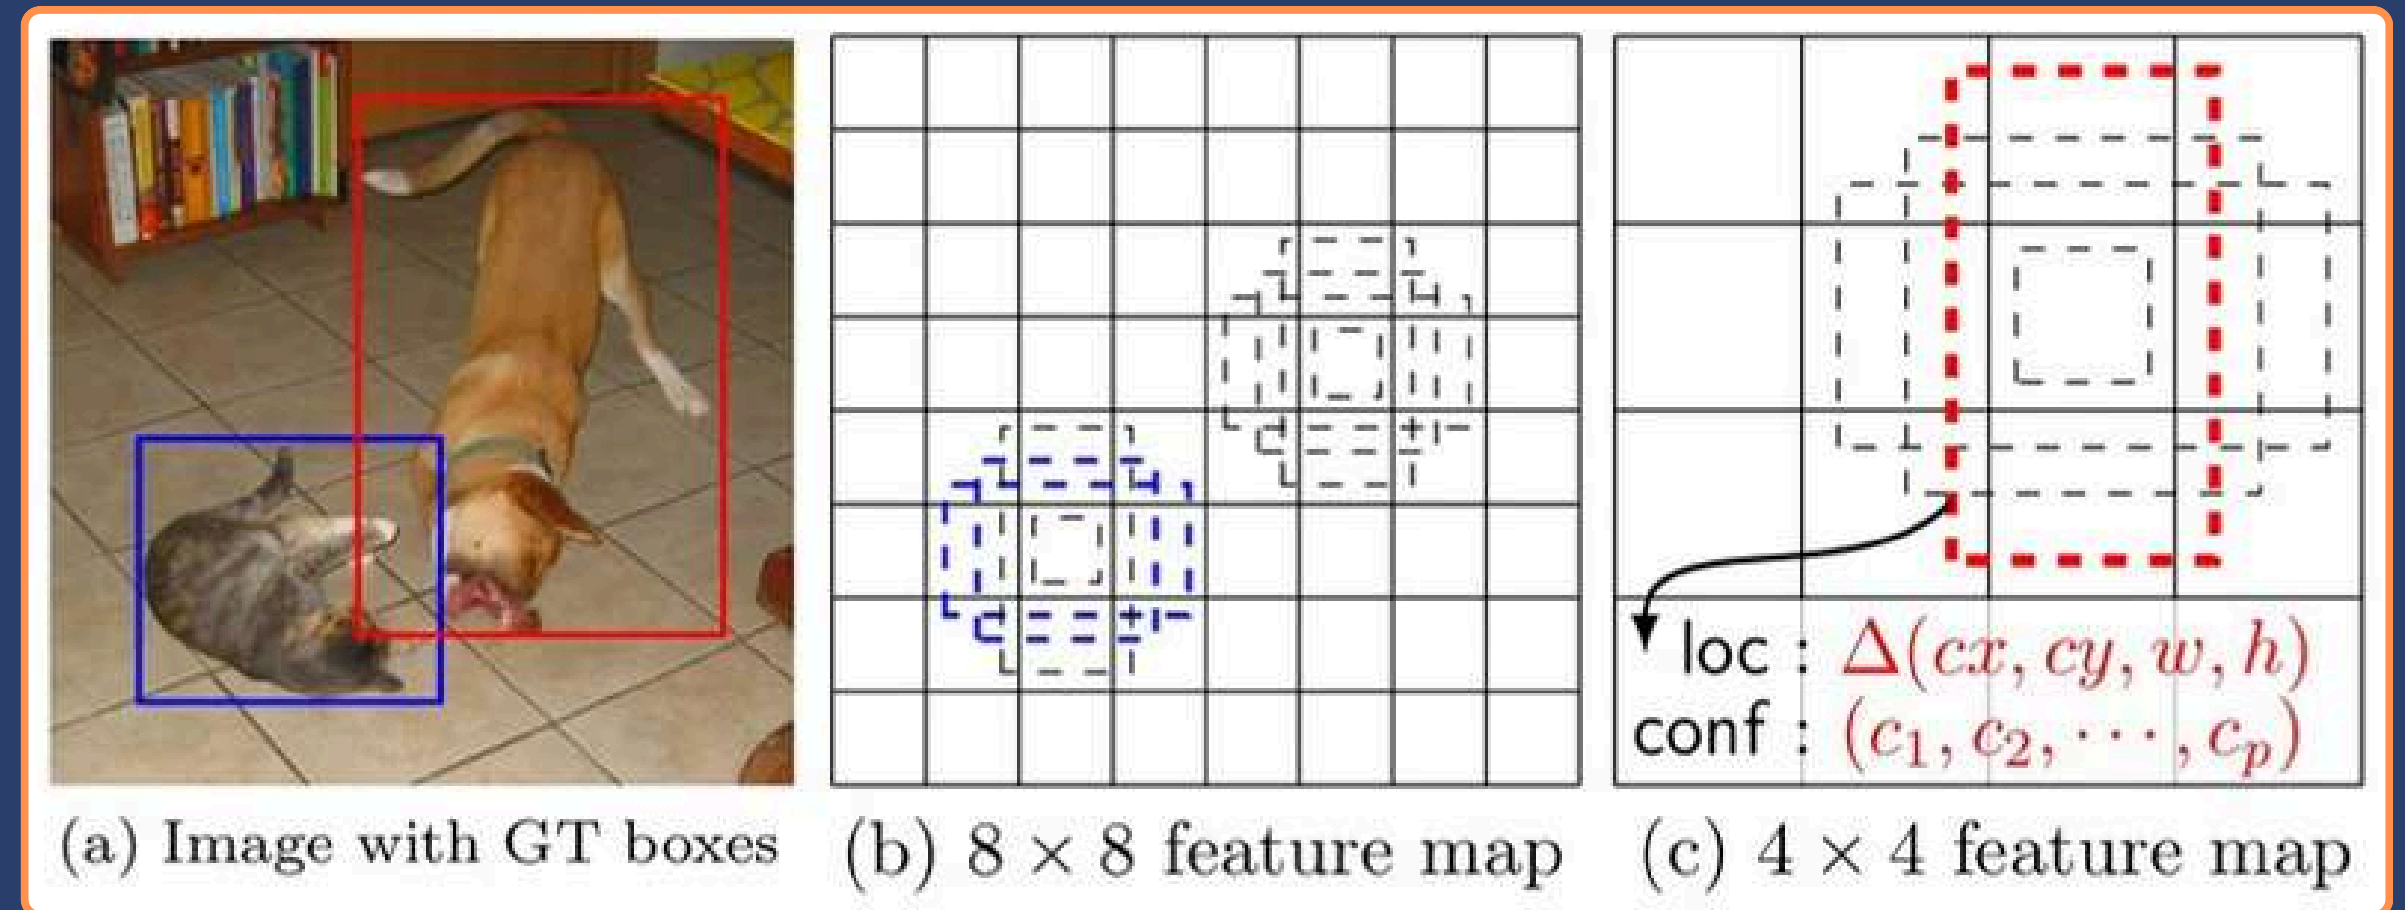 loc : Δ(cx, cy, w, h)
conf : (c₁, c₂, ⋯, cₚ)
(a) Image with GT boxes
(b) 8 × 8 feature map
(c) 4 × 4 feature map